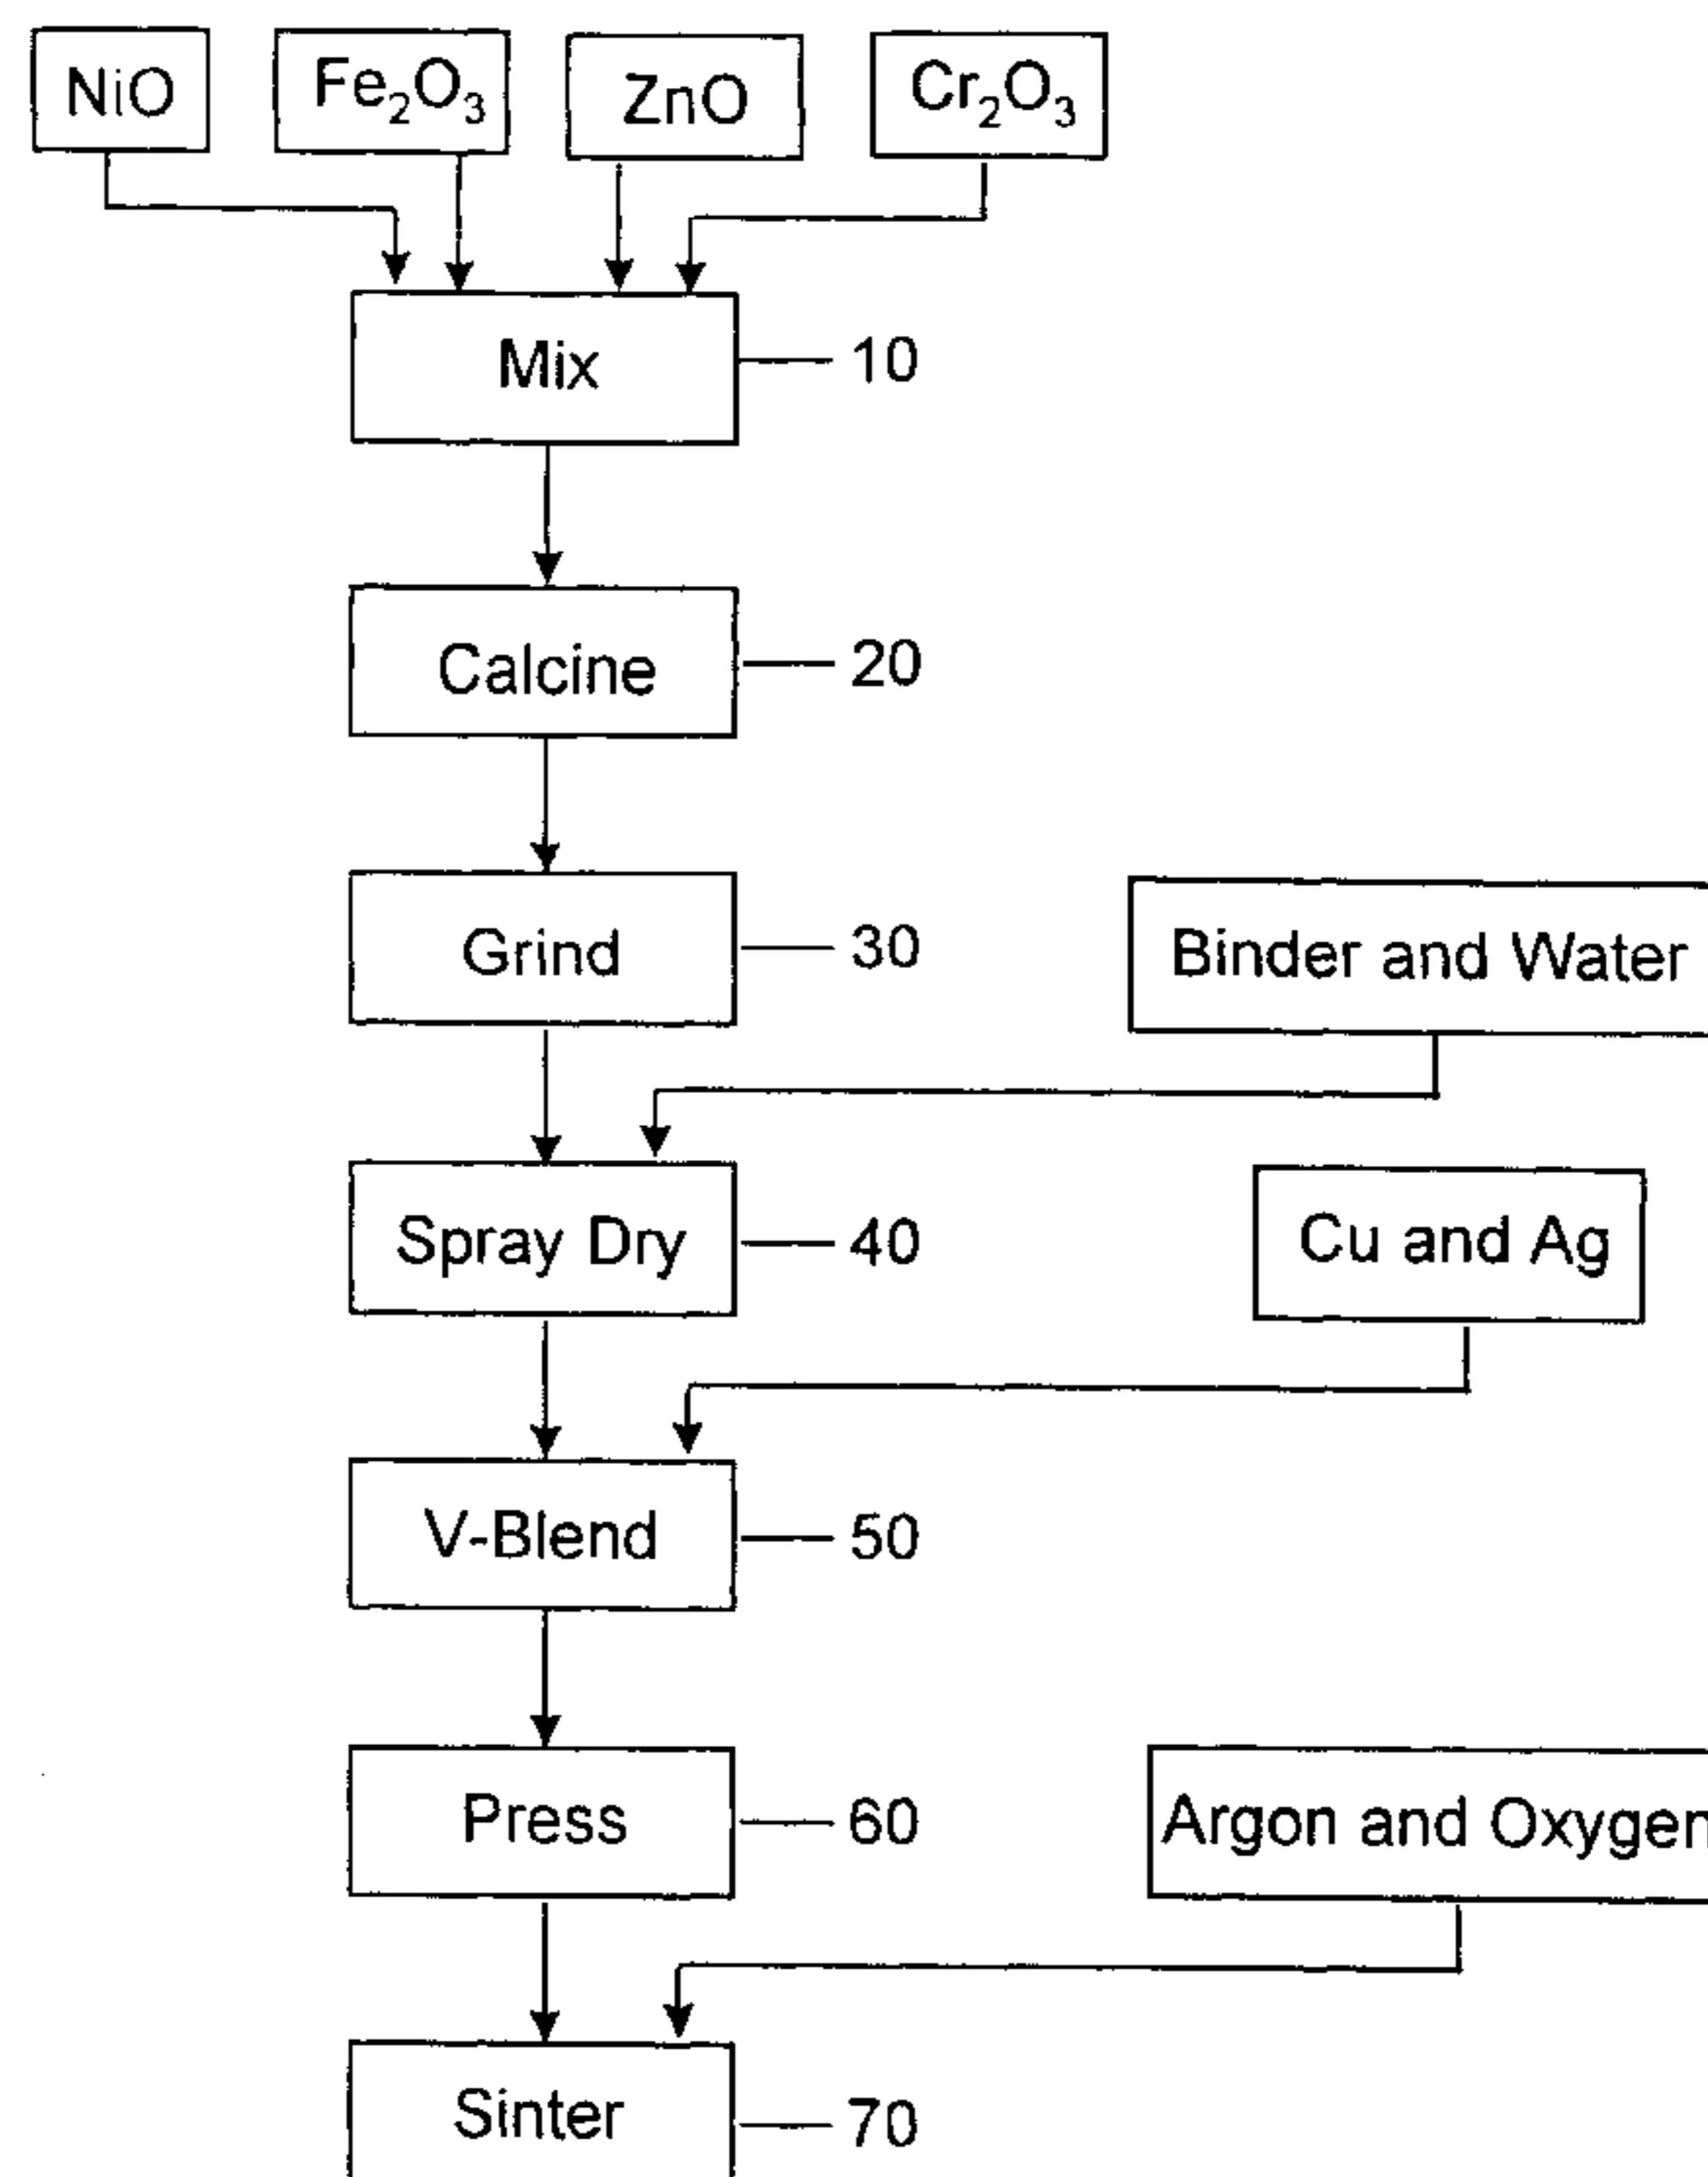 NiO
Fe₂O₃
ZnO
Cr₂O₃
Mix
10
Calcine
20
Grind
30
Binder and Water
Spray Dry
40
Cu and Ag
V-Blend
50
Press
60
Argon and Oxygen
Sinter
70